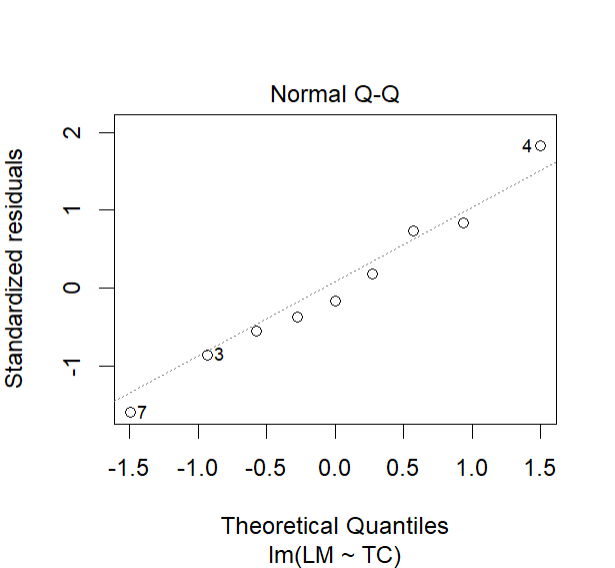 Normal Q-Q
Standardized residuals
2
1
0
-1
4
3
7
-1.5 -1.0 -0.5 0.0 0.5 1.0 1.5
Theoretical Quantiles
lm(LM ~ TC)